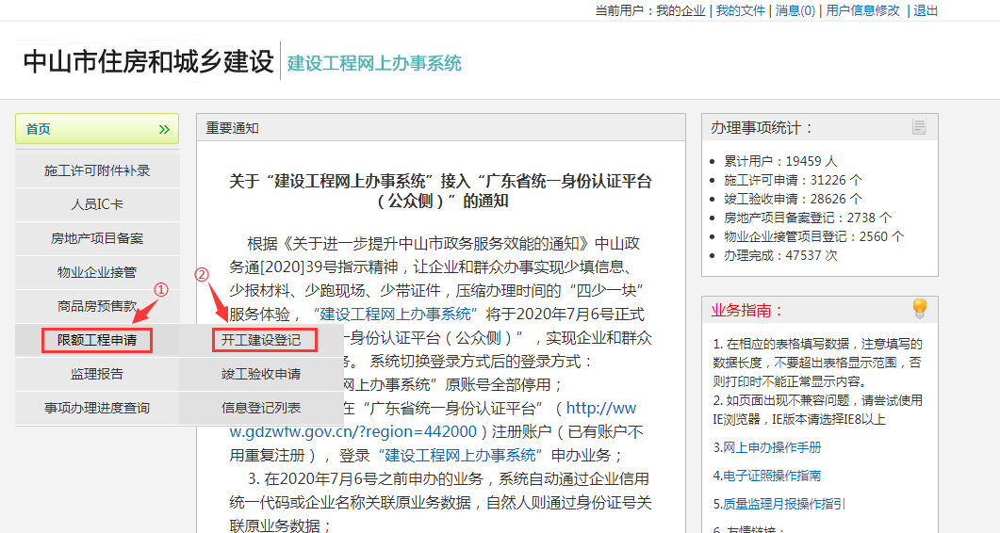 当前用户：我的企业 | 我的文件 | 消息(0) | 用户信息修改 | 退出
中山市住房和城乡建设 建设工程网上办事系统
首页
施工许可附件补录
人员IC卡
房地产项目备案
物业企业接管
商品房预售款
①
限额工程申请
监理报告
事项办理进度查询
②
开工建设登记
竣工验收申请
信息登记列表
重要通知
关于“建设工程网上办事系统”接入“广东省统一身份认证平台
（公众侧）”的通知
根据《关于进一步提升中山市政务服务效能的通知》中山政
务通[2020]39号指示精神，让企业和群众办事实现少填信息、
少报材料、少跑现场、少带证件，压缩办理时间的“四少一块”
服务体验，“建设工程网上办事系统”将于2020年7月6号正式
一身份认证平台（公众侧）”，实现企业和群众
务。系统切换登录方式后的登录方式：
网上办事系统”原账号全部停用；
在“广东省统一身份认证平台”（http://ww
w.gdzwfw.gov.cn/?region=442000）注册账户（已有账户不
用重复注册），登录“建设工程网上办事系统”申办业务；
3. 在2020年7月6号之前申办的业务，系统自动通过企业信用
统一代码或企业名称关联原业务数据，自然人则通过身份证号关
联原业务数据；
办理事项统计：
累计用户：19459 人
施工许可申请：31226 个
竣工验收申请：28626 个
房地产项目备案登记：2738 个
物业企业接管项目登记：2560 个
办理完成：47537 次
业务指南：
1. 在相应的表格填写数据，注意填写的
数据长度，不要超出表格显示范围，否
则打印时不能正常显示内容。
2. 如页面出现不兼容问题，请尝试使用
IE浏览器，IE版本请选择IE8以上
3.网上申办操作手册
4.电子证照操作指南
5.质量监理月报操作指引
6. 友情链接：